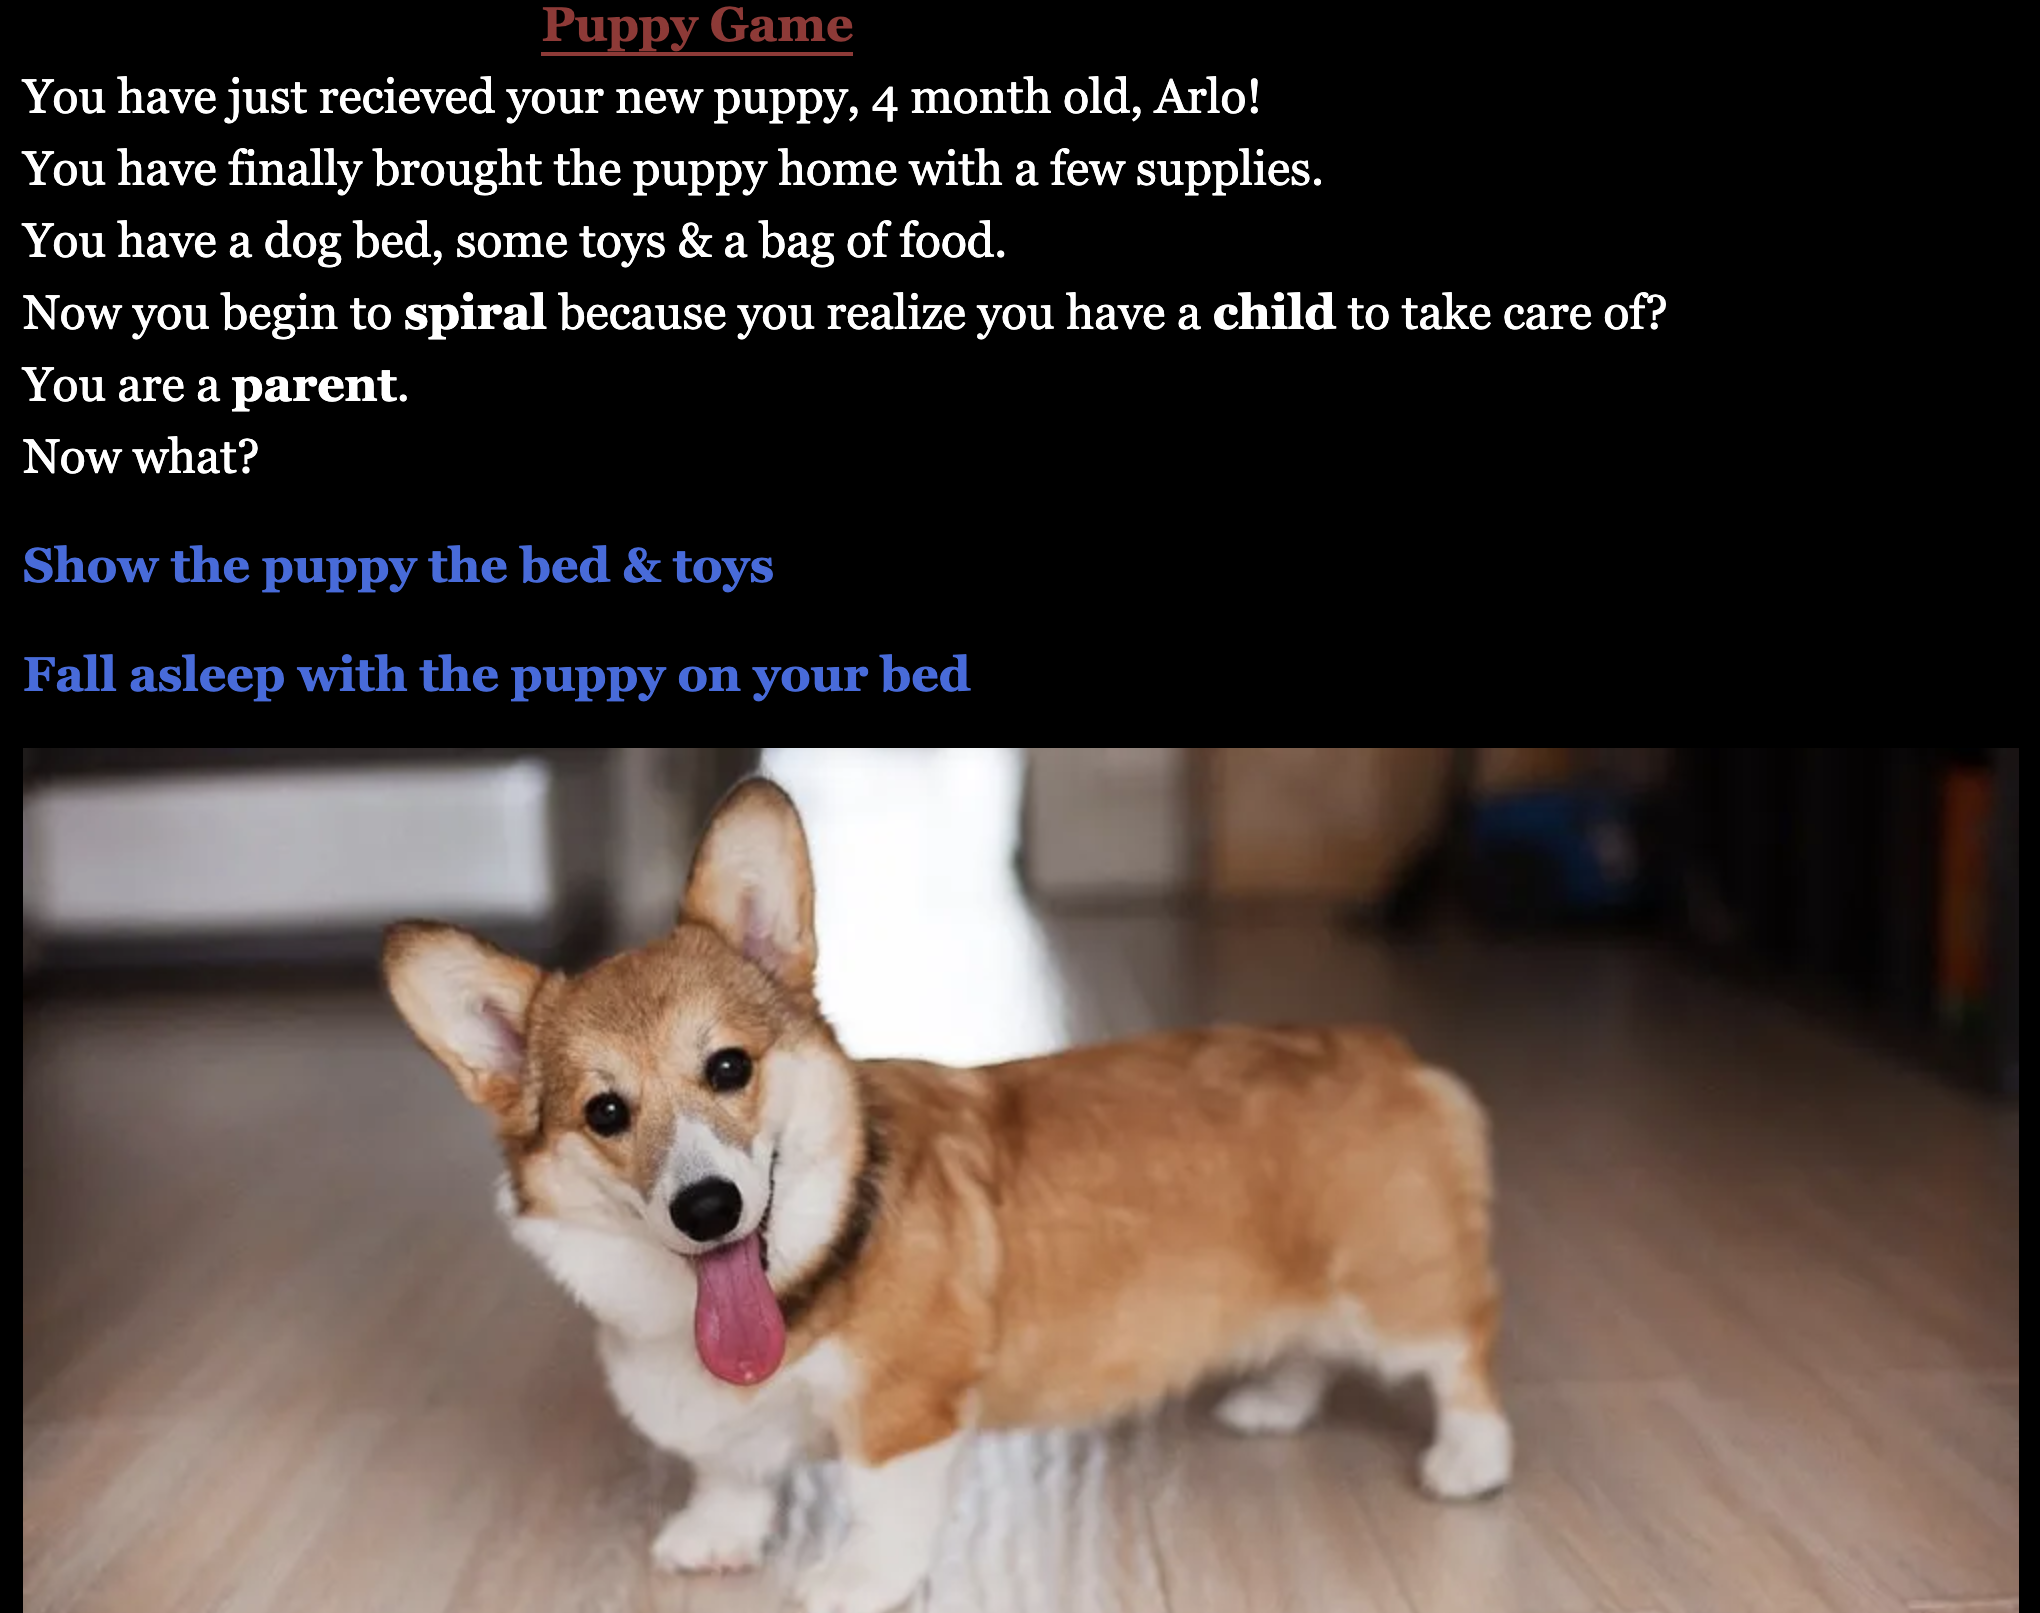 Puppy Game
You have just recieved your new puppy, 4 month old, Arlo!
You have finally brought the puppy home with a few supplies.
You have a dog bed, some toys & a bag of food.
Now you begin to spiral because you realize you have a child to take care of?
You are a parent.
Now what?
Show the puppy the bed & toys
Fall asleep with the puppy on your bed